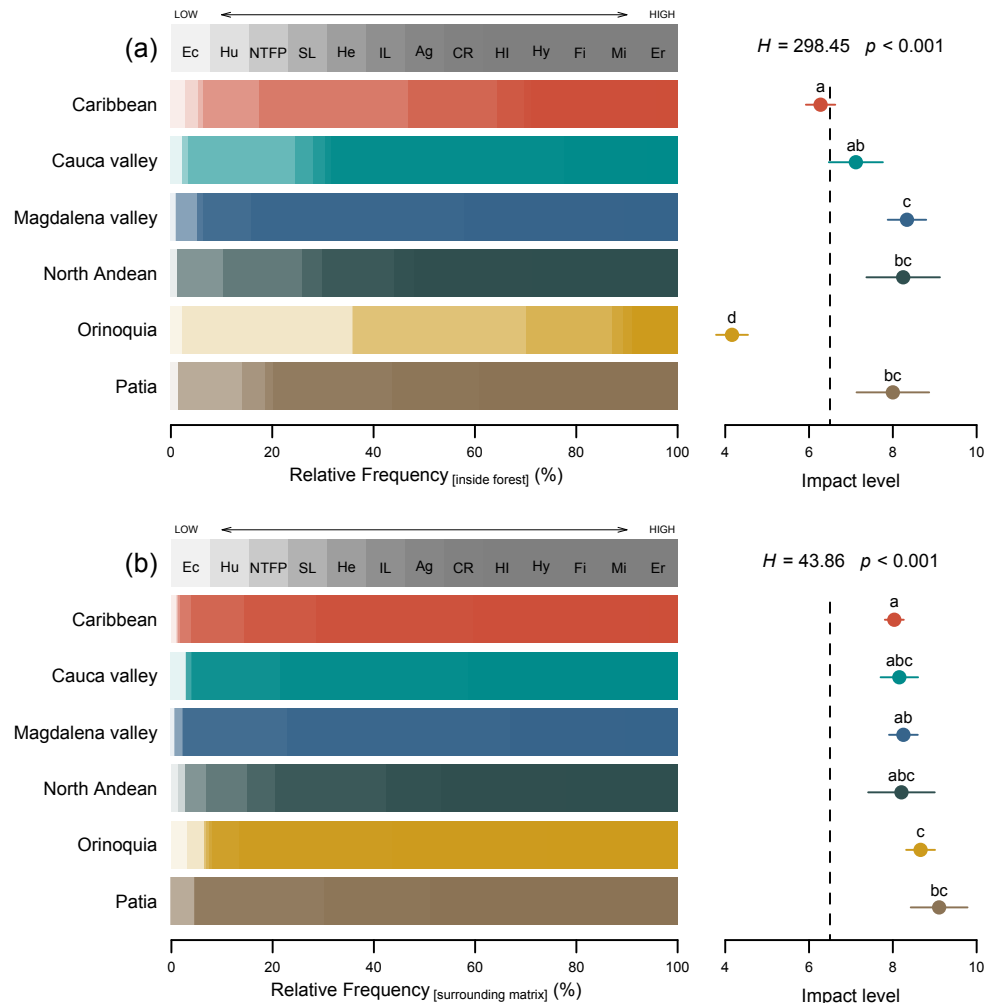 LOW HIGH
(a) Ec Hu NTFP SL He IL Ag CR HI Hy Fi Mi Er
H = 298.45 p < 0.001
Caribbean a
Cauca valley ab
Magdalena valley c
North Andean bc
Orinoquia d
Patia bc
0 20 40 60 80 100
4 6 8 10
Relative Frequency [inside forest] (%)
Impact level
LOW HIGH
(b) Ec Hu NTFP SL He IL Ag CR HI Hy Fi Mi Er
H = 43.86 p < 0.001
Caribbean a
Cauca valley abc
Magdalena valley ab
North Andean abc
Orinoquia c
Patia bc
0 20 40 60 80 100
4 6 8 10
Relative Frequency [surrounding matrix] (%)
Impact level